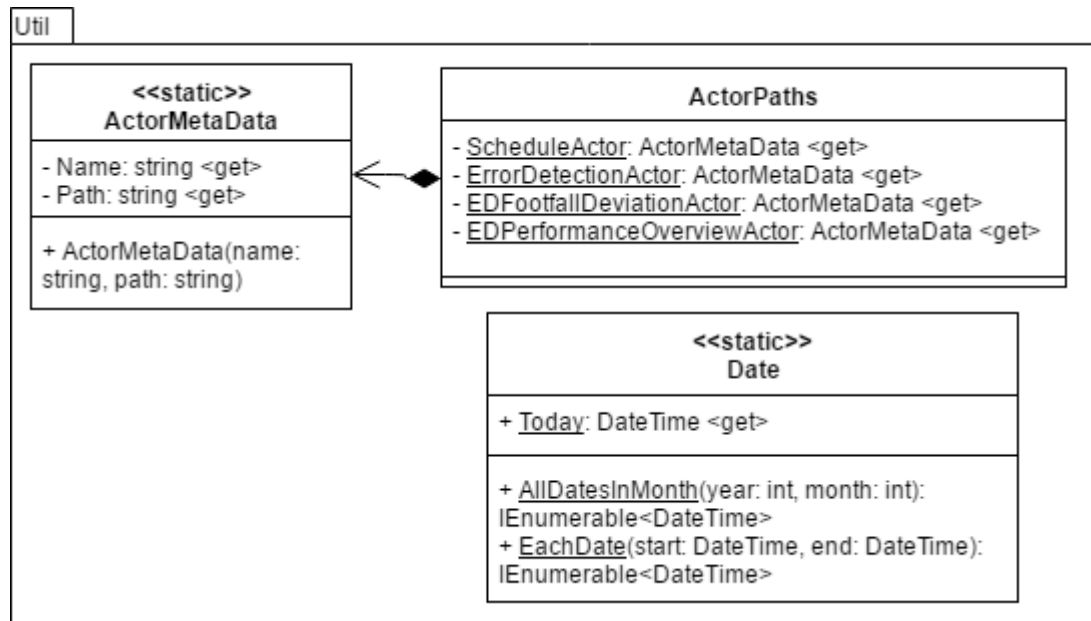 Util
<<static>>
ActorMetaData
- Name: string <get>
- Path: string <get>
+ ActorMetaData(name:
string, path: string)
ActorPaths
- ScheduleActor: ActorMetaData <get>
- ErrorDetectionActor: ActorMetaData <get>
- EDFootfallDeviationActor: ActorMetaData <get>
- EDPerformanceOverviewActor: ActorMetaData <get>
<<static>>
Date
+ Today: DateTime <get>
+ AllDatesInMonth(year: int, month: int):
IEnumerable<DateTime>
+ EachDate(start: DateTime, end: DateTime):
IEnumerable<DateTime>